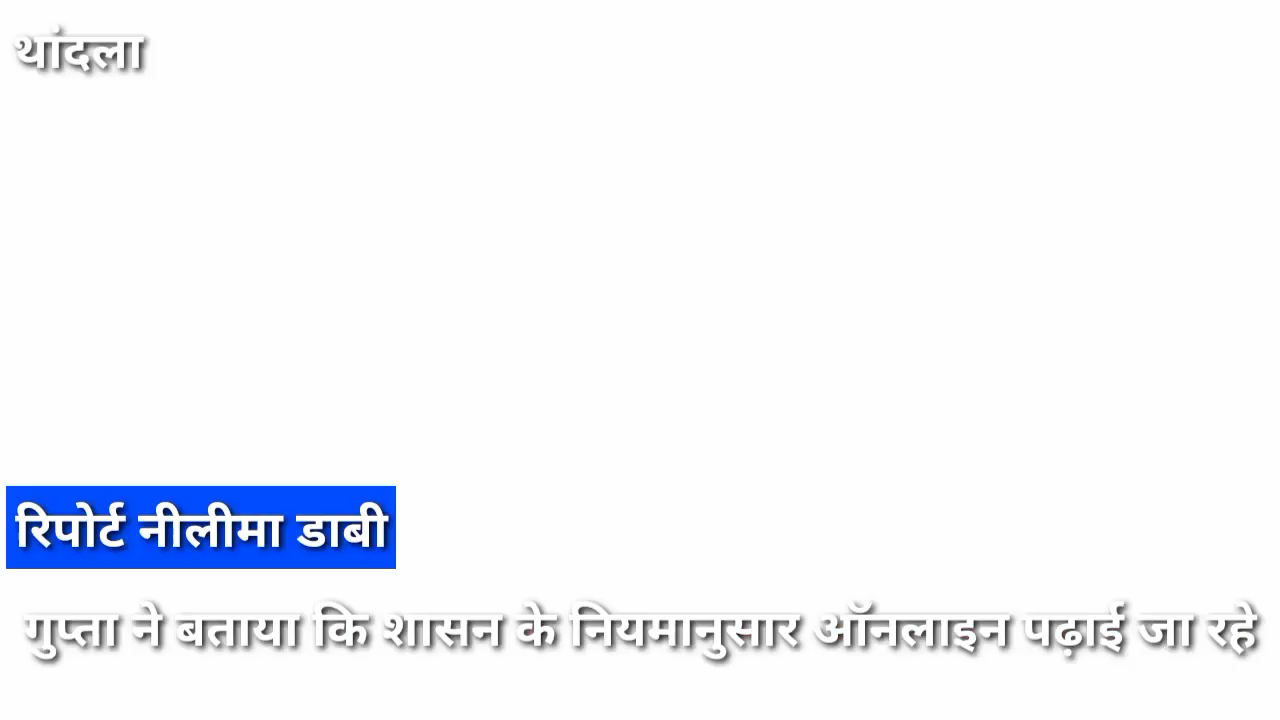 थांदला
रिपोर्ट नीलीमा डाबी
गुप्ता ने बताया कि शासन के नियमानुसार ऑनलाइन पढ़ाई जा रहे